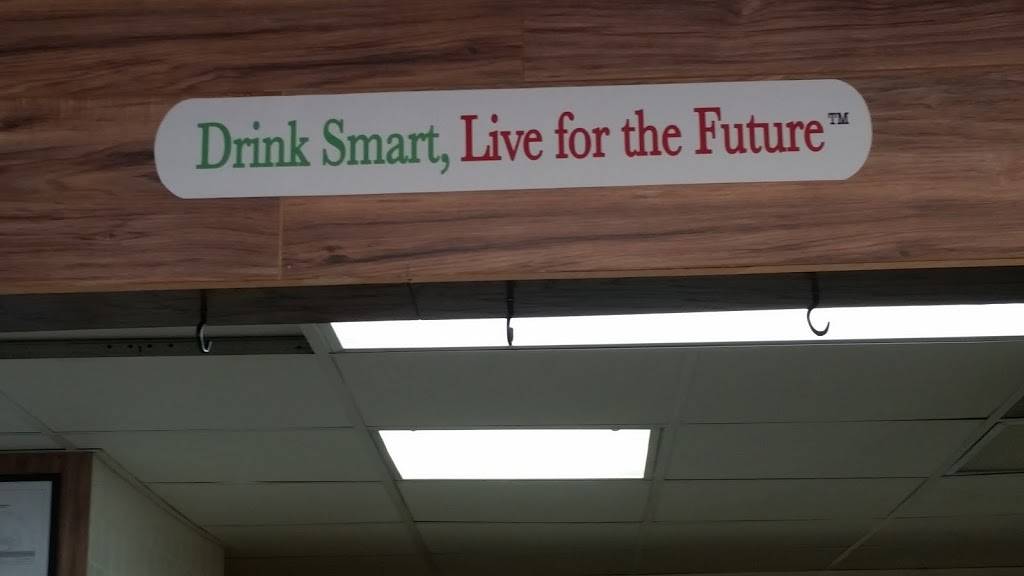 Drink Smart, Live for the Future™